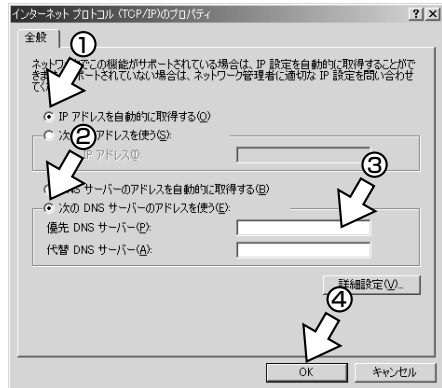 インターネット プロトコル (TCP/IP)のプロパティ
? ×
全般
①
ネットワークでこの機能がサポートされている場合は、IP 設定を自動的に取得することがで
サポートされていない場合は、ネットワーク管理者に適切な IP 設定を問い合わせ
IP アドレスを自動的に取得する(O)
②
アドレスを使う(S):
IP アドレス(I):
③
サーバーのアドレスを自動的に取得する(B)
次の DNS サーバーのアドレスを使う(E):
優先 DNS サーバー(P):
代替 DNS サーバー(A):
詳細設定(V)...
④
OK
キャンセル